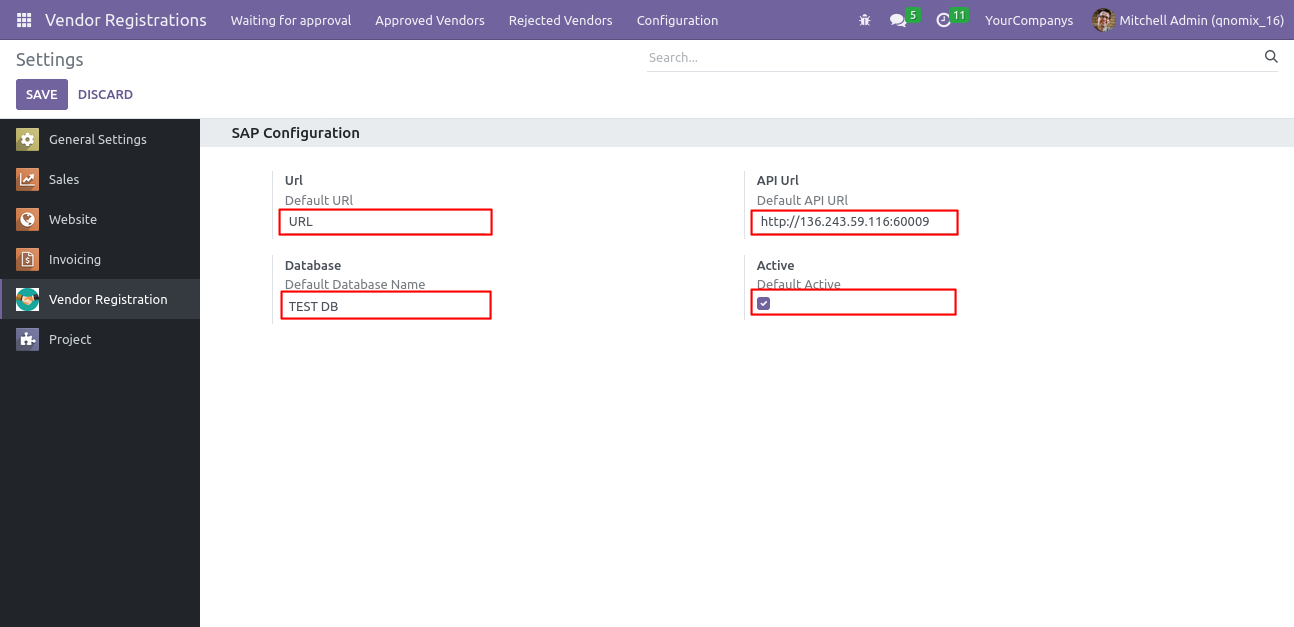 Vendor Registrations Waiting for approval Approved Vendors Rejected Vendors Configuration 5 11 YourCompanys Mitchell Admin (qnomix_16)
Settings
Search...
SAVE DISCARD
General Settings
Sales
Website
Invoicing
Vendor Registration
Project
SAP Configuration
Url
Default URl
URL
API Url
Default API URl
http://136.243.59.116:60009
Database
Default Database Name
TEST DB
Active
Default Active